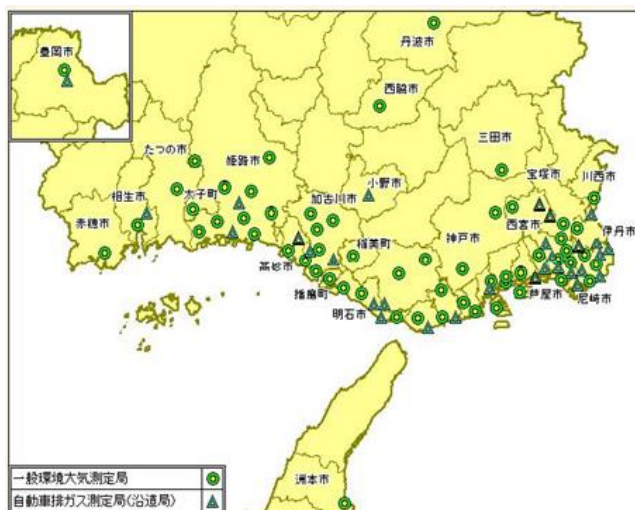 豊岡市
丹波市
西脇市
三田市
たつの市
姫路市
宝塚市
川西市
相生市
太子町
加古川市
小野市
赤穂市
西宮市
伊丹市
稲美町
神戸市
高砂市
播磨町
芦屋市
尼崎市
明石市
洲本市
一般環境大気測定局
自動車排ガス測定局(沿道局)